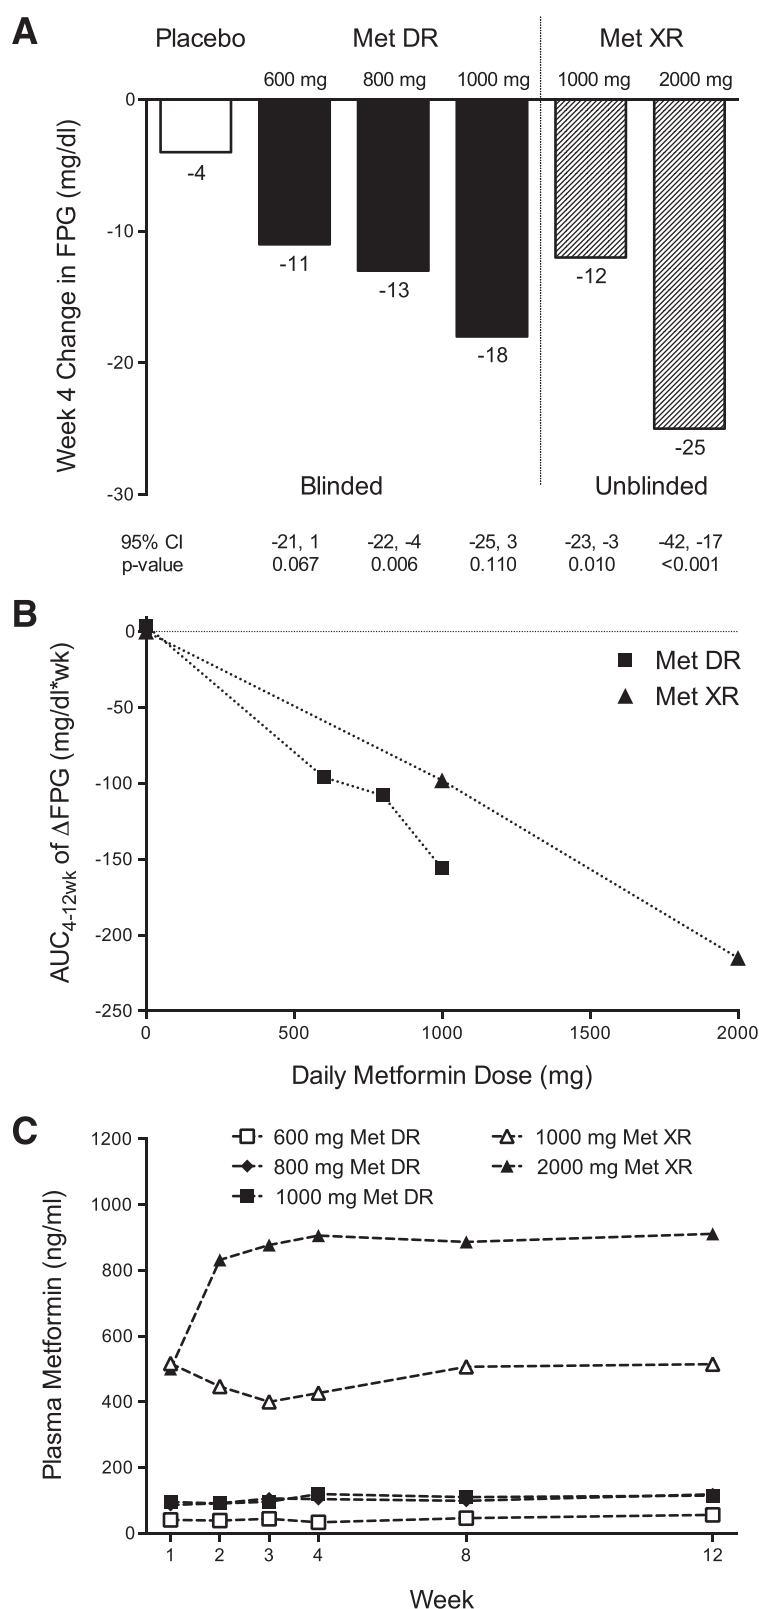 A
Placebo Met DR Met XR
600 mg 800 mg 1000 mg 1000 mg 2000 mg
Week 4 Change in FPG (mg/dl)
0
-10
-20
-30
-4
-11
-13
-18
-12
-25
Blinded Unblinded
95% CI -21, 1 -22, -4 -25, 3 -23, -3 -42, -17
p-value 0.067 0.006 0.110 0.010 <0.001
B
AUC4-12wk of ΔFPG (mg/dl*wk)
0
-50
-100
-150
-200
-250
Met DR
Met XR
0 500 1000 1500 2000
Daily Metformin Dose (mg)
C
Plasma Metformin (ng/ml)
1200
1000
800
600
400
200
0
600 mg Met DR 1000 mg Met XR
800 mg Met DR 2000 mg Met XR
1000 mg Met DR
1 2 3 4 8 12
Week